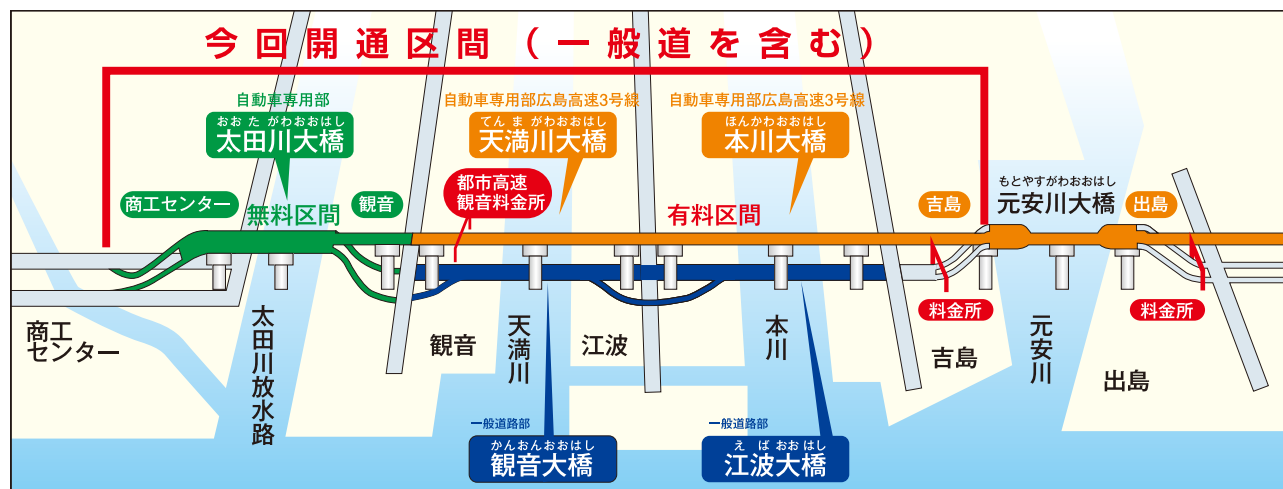 今回開通区間(一般道を含む)
自動車専用部
おおたがわおおはし
太田川大橋
自動車専用部広島高速3号線
てんまがわおおはし
天満川大橋
自動車専用部広島高速3号線
ほんかわおおはし
本川大橋
商工センター
無料区間
観音
都市高速
観音料金所
有料区間
吉島
もとやすがわおおはし
元安川大橋
出島
料金所
料金所
商工
センター
太田川放水路
観音
天満川
江波
本川
吉島
元安川
出島
一般道路部
かんおんおおはし
観音大橋
一般道路部
えばおおはし
江波大橋